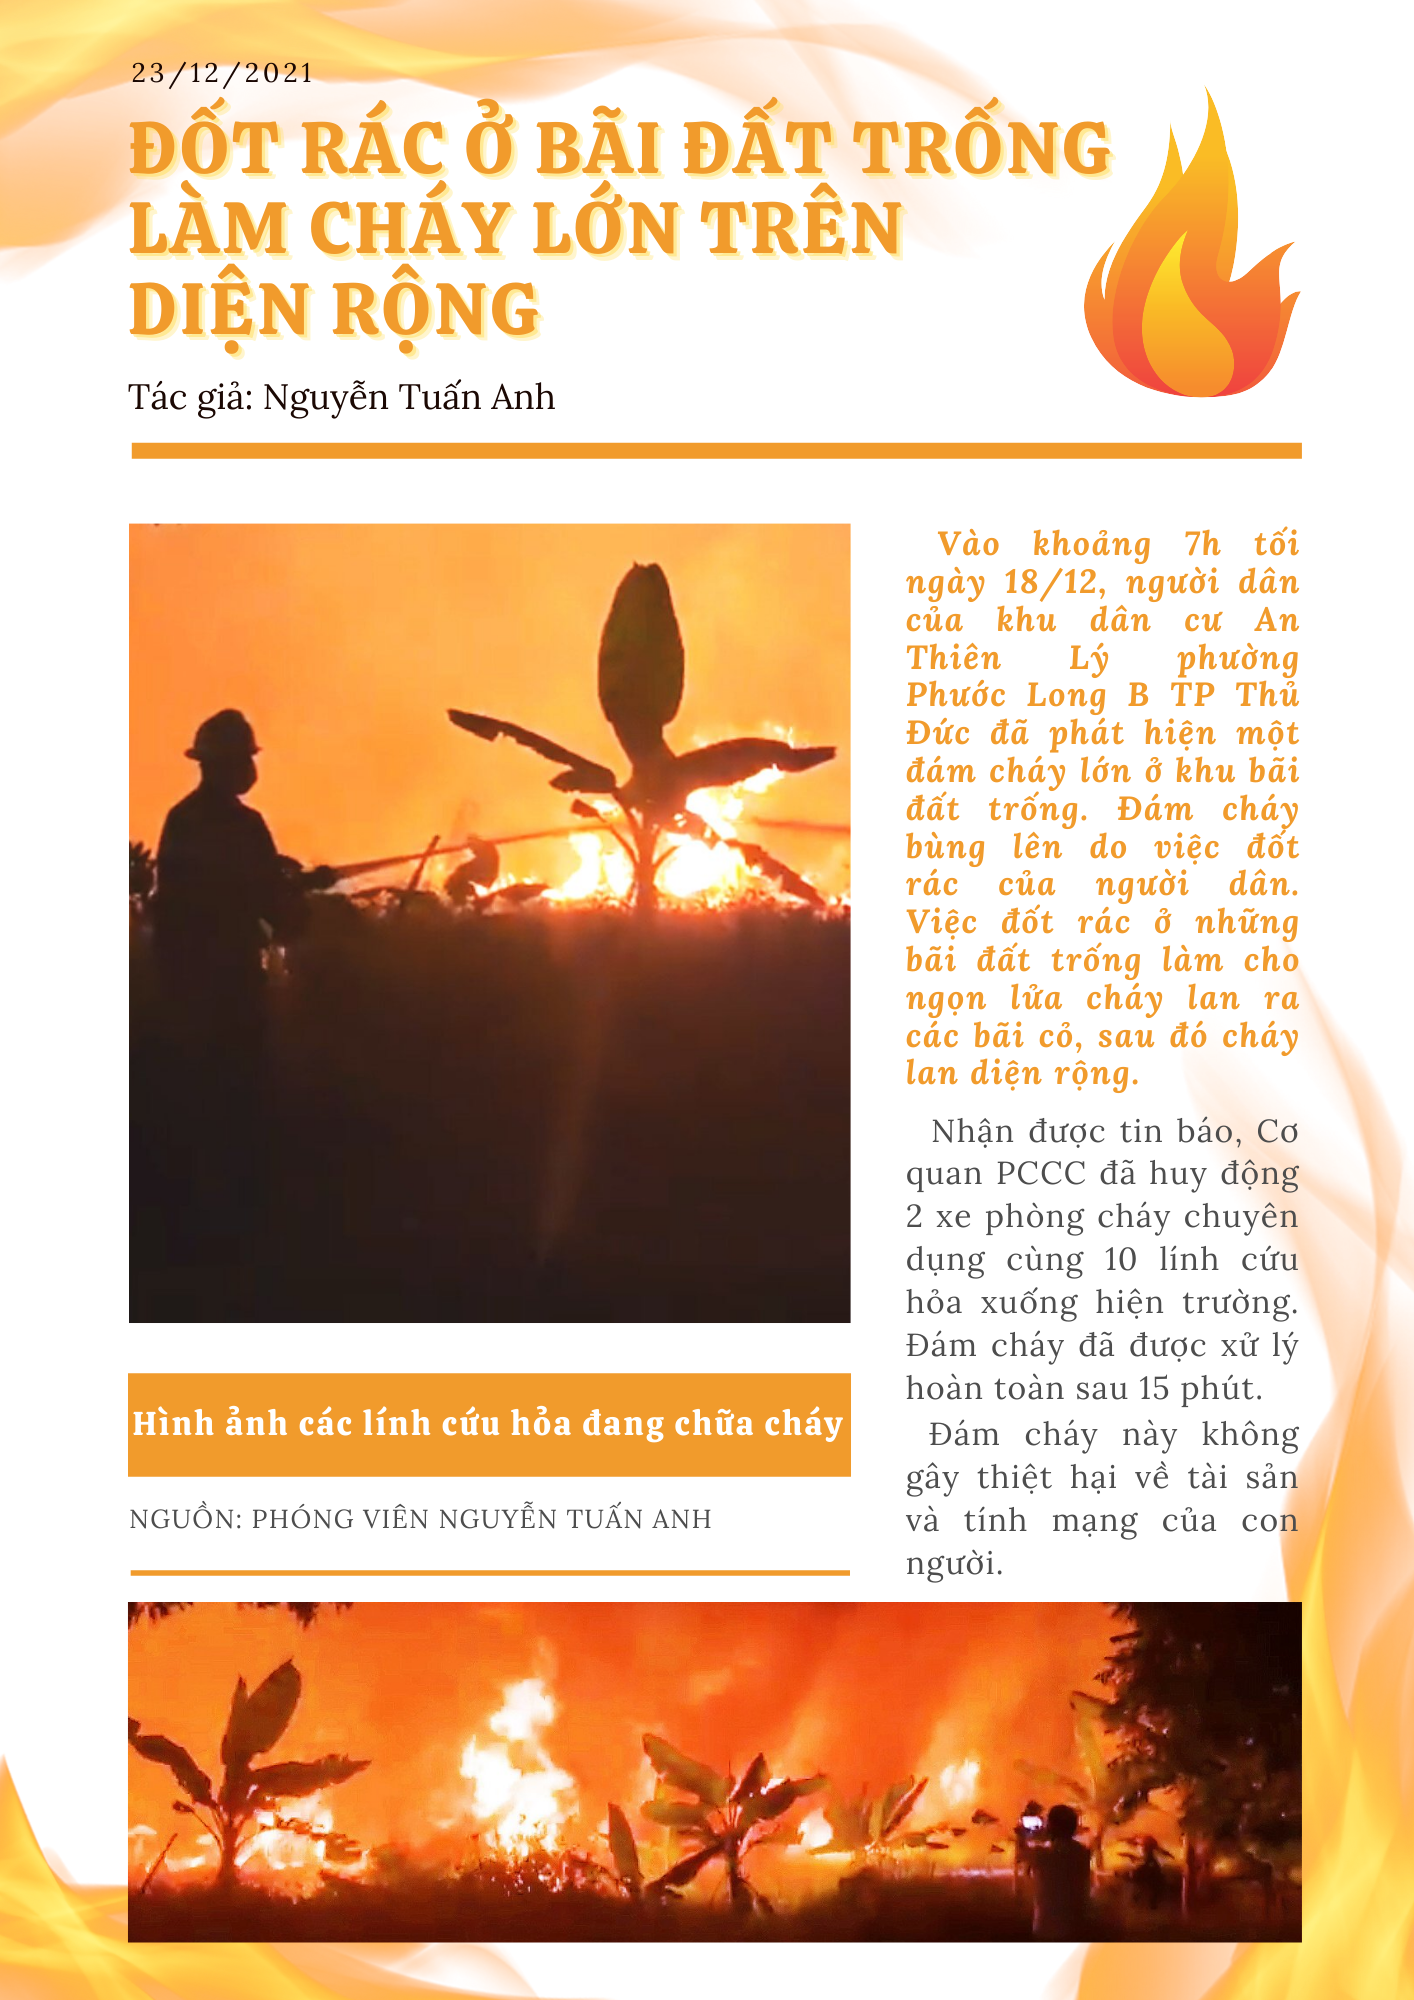 23/12/2021
ĐỐT RÁC Ở BÃI ĐẤT TRỐNG
LÀM CHÁY LỚN TRÊN
DIỆN RỘNG
Tác giả: Nguyễn Tuấn Anh
Vào khoảng 7h tối
ngày 18/12, người dân
của khu dân cư An
Thiên Lý phường
Phước Long B TP Thủ
Đức đã phát hiện một
đám cháy lớn ở khu bãi
đất trống. Đám cháy
bùng lên do việc đốt
rác của người dân.
Việc đốt rác ở những
bãi đất trống làm cho
ngọn lửa cháy lan ra
các bãi cỏ, sau đó cháy
lan diện rộng.
Nhận được tin báo, Cơ
quan PCCC đã huy động
2 xe phòng cháy chuyên
dụng cùng 10 lính cứu
hỏa xuống hiện trường.
Đám cháy đã được xử lý
hoàn toàn sau 15 phút.
Đám cháy này không
gây thiệt hại về tài sản
và tính mạng của con
người.
Hình ảnh các lính cứu hỏa đang chữa cháy
NGUỒN: PHÓNG VIÊN NGUYỄN TUẤN ANH